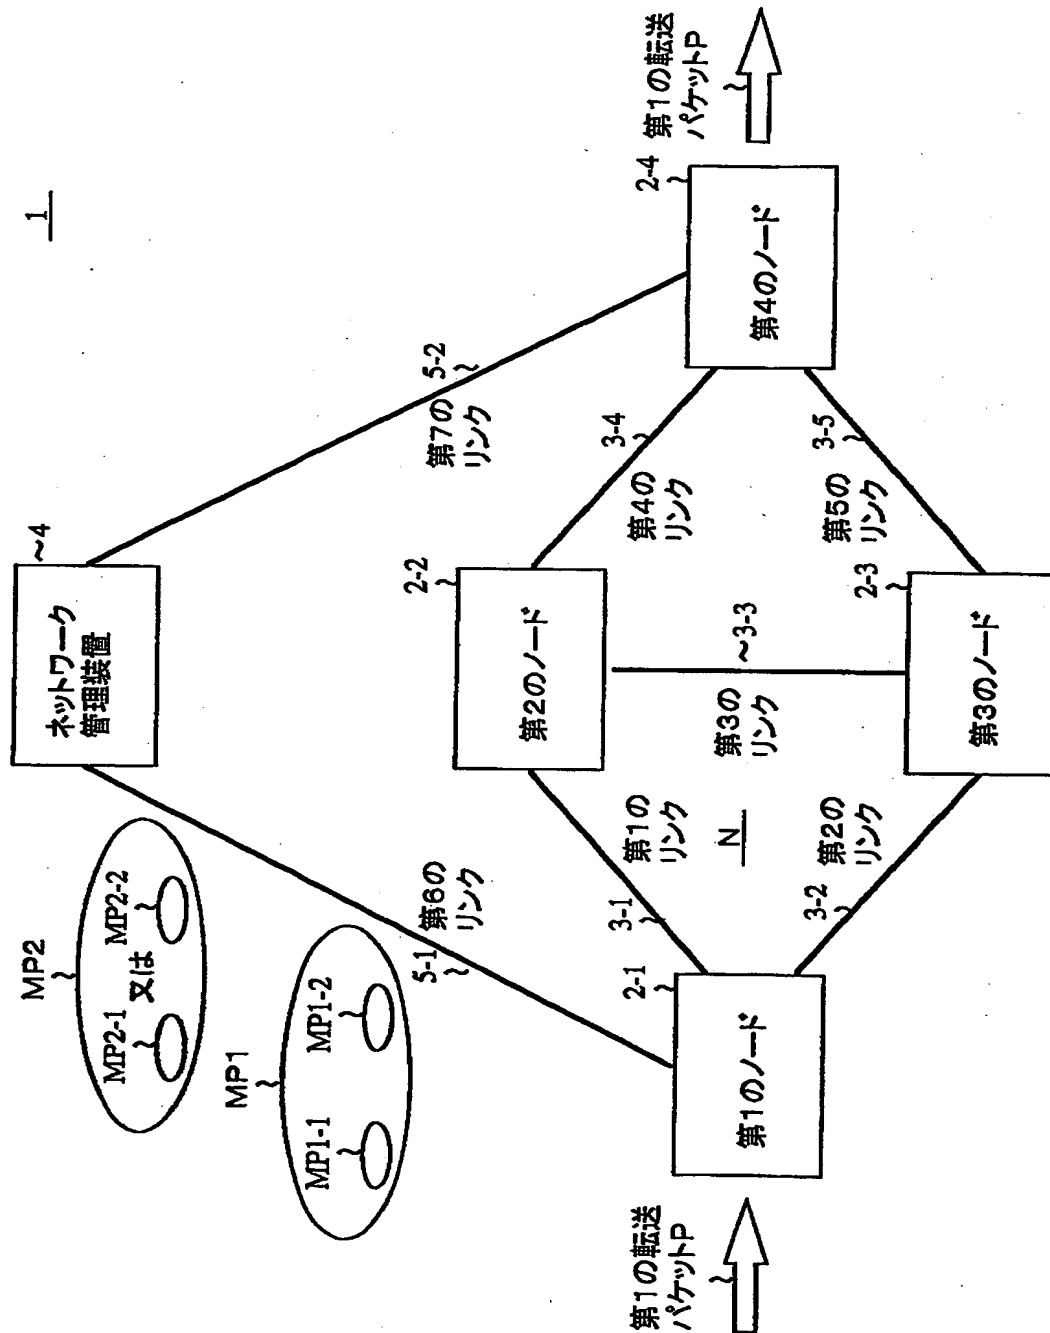 1
ネットワーク
管理装置
~4
MP2
MP2-1
又は
MP2-2
MP1
MP1-1
MP1-2
5-1
第6の
リンク
5-2
第7の
リンク
2-2
第2のノード
3-1
第1の
リンク
3-4
第4の
リンク
第1の転送
パケットP
2-1
第1のノード
N
第3の
リンク
~3-3
2-4
第4のノード
第1の転送
パケットP
3-2
第2の
リンク
3-5
第5の
リンク
2-3
第3のノード